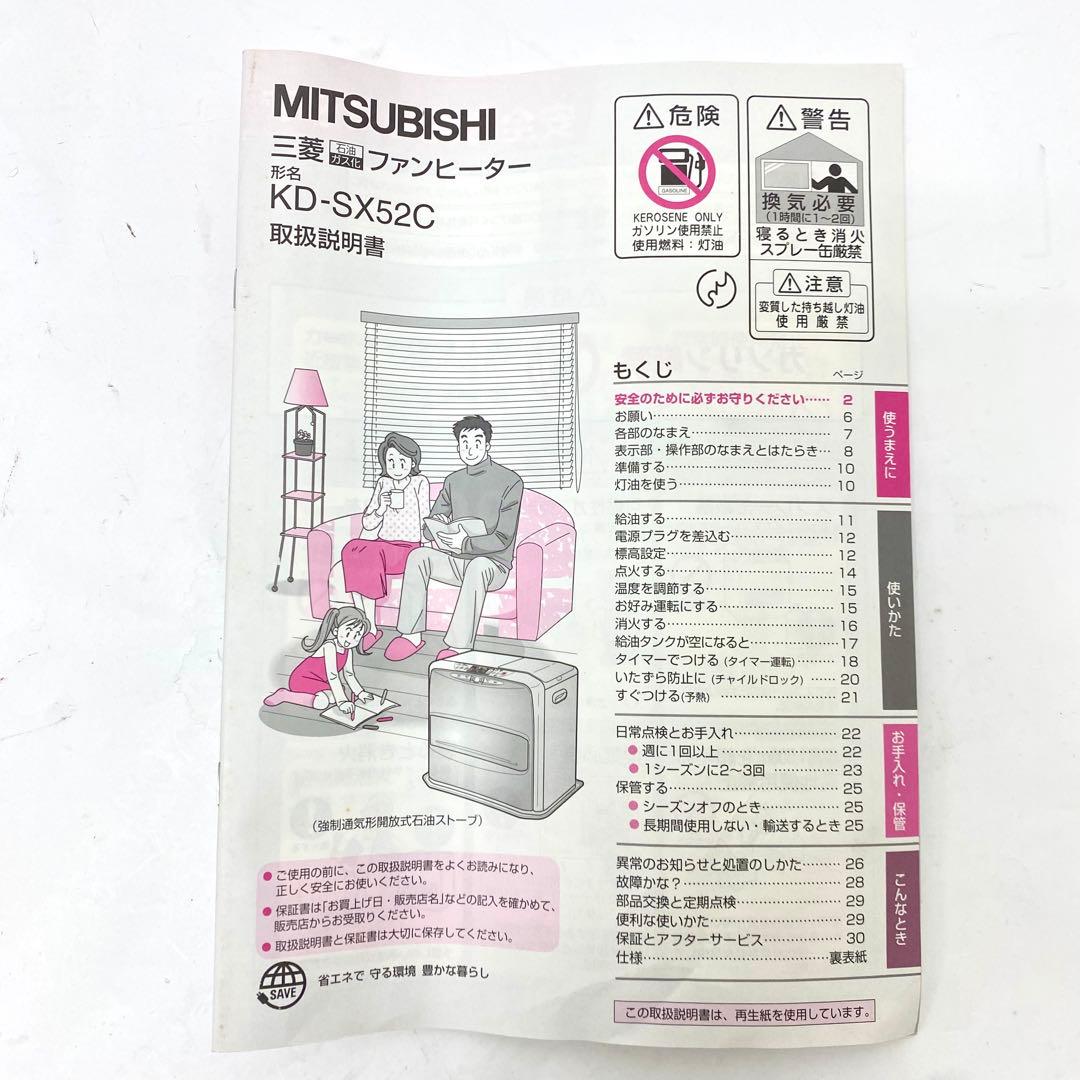 MITSUBISHI
三菱 石油ガス化 ファンヒーター
形名
KD-SX52C
取扱説明書
⚠危険
GASOLINE
KEROSENE ONLY
ガソリン使用禁止
使用燃料：灯油
⚠警告
換気必要
(1時間に1～2回)
寝るとき消火
スプレー缶厳禁
⚠注意
変質した持ち越し灯油
使用厳禁
もくじ
ページ
安全のために必ずお守りください…… 2
お願い………………………… 6
各部のなまえ………………………… 7
表示部・操作部のなまえとはたらき… 8
準備する………………………… 10
灯油を使う………………………… 10
使うまえに
給油する………………………… 11
電源プラグを差込む………………… 12
標高設定………………………… 12
点火する………………………… 14
温度を調節する………………… 15
お好み運転にする………………… 15
消火する………………………… 16
給油タンクが空になると………… 17
タイマーでつける (タイマー運転)……… 18
いたずら防止に (チャイルドロック) …… 20
すぐつける(予熱) ………………… 21
使いかた
日常点検とお手入れ……………… 22
●週に1回以上………………… 22
●1シーズンに2～3回 …………… 23
保管する………………………… 25
●シーズンオフのとき…………… 25
●長期間使用しない・輸送するとき 25
お手入れ・保管
異常のお知らせと処置のしかた……… 26
故障かな？………………………… 28
部品交換と定期点検……………… 29
便利な使いかた………………… 29
保証とアフターサービス…………… 30
仕様………………………… 裏表紙
こんなとき
(強制通気形開放式石油ストーブ)
●ご使用の前に、この取扱説明書をよくお読みになり、
正しく安全にお使いください。
●保証書は「お買上げ日・販売店名」などの記入を確かめて、
販売店からお受取りください。
●取扱説明書と保証書は大切に保存してください。
SAVE
省エネで 守る環境 豊かな暮らし
この取扱説明書は、再生紙を使用しています。